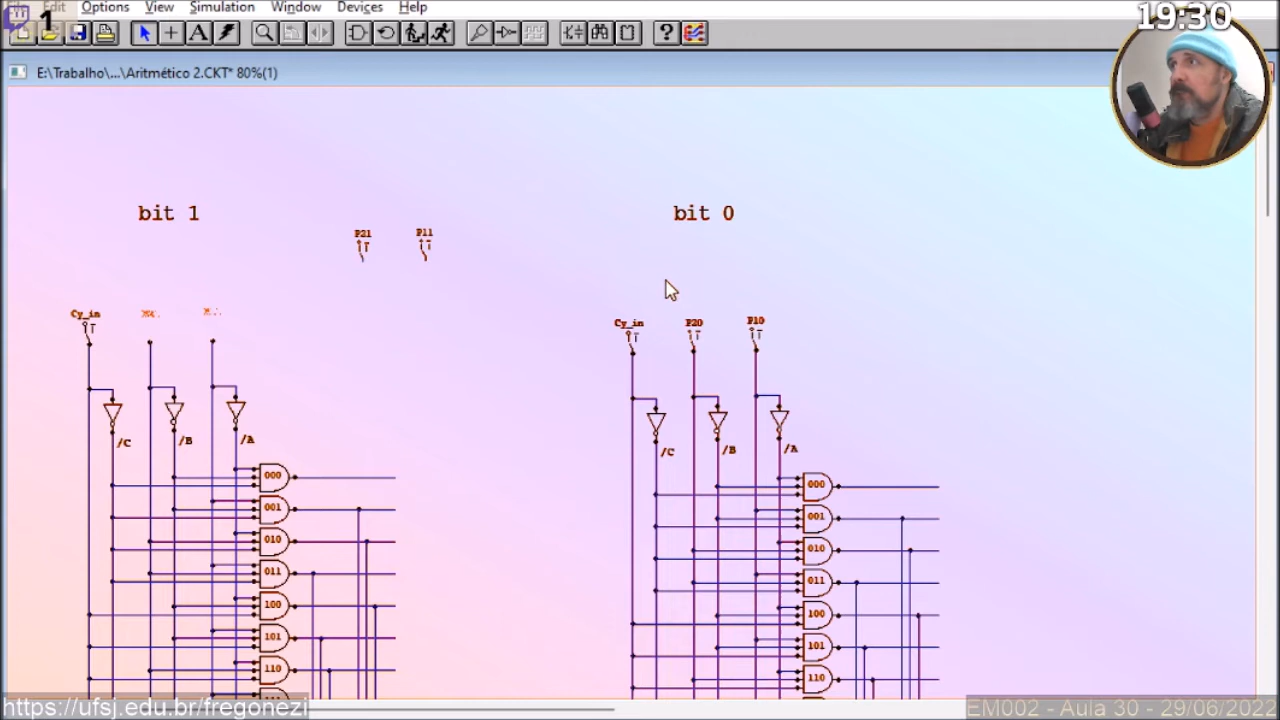 Edit Options View Simulation Window Devices Help
1
19:30
E:\Trabalho\...\Aritmético 2.CKT* 80%(1)
bit 1
bit 0
P21 P11
Cy_in
Cy_in P20 P10
/C /B /A
/C /B /A
000
001
010
011
100
101
110
000
001
010
011
100
101
110
https://ufsj.edu.br/fregonezi
EM002 - Aula 30 - 29/06/2022